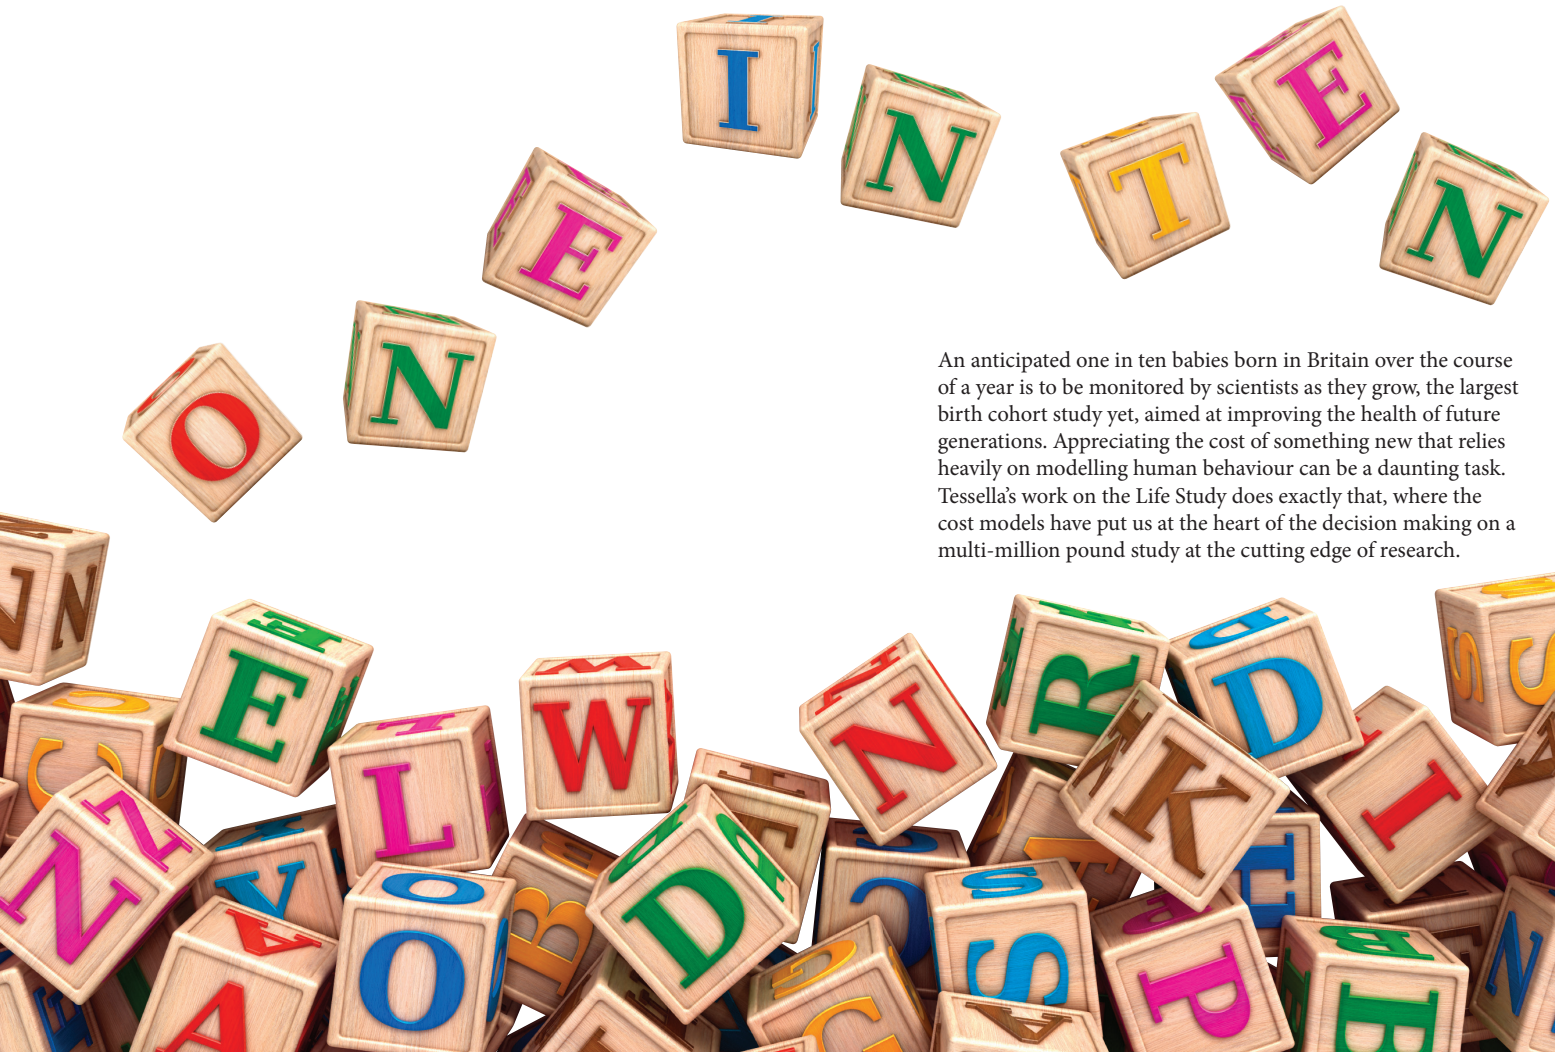 ONE IN TEN
An anticipated one in ten babies born in Britain over the course
of a year is to be monitored by scientists as they grow, the largest
birth cohort study yet, aimed at improving the health of future
generations. Appreciating the cost of something new that relies
heavily on modelling human behaviour can be a daunting task.
Tessella’s work on the Life Study does exactly that, where the
cost models have put us at the heart of the decision making on a
multi-million pound study at the cutting edge of research.
N
E
L
W
N
R
D
S
C
N
V
O
B
D
E
K
I
A
S
P
H
B
N